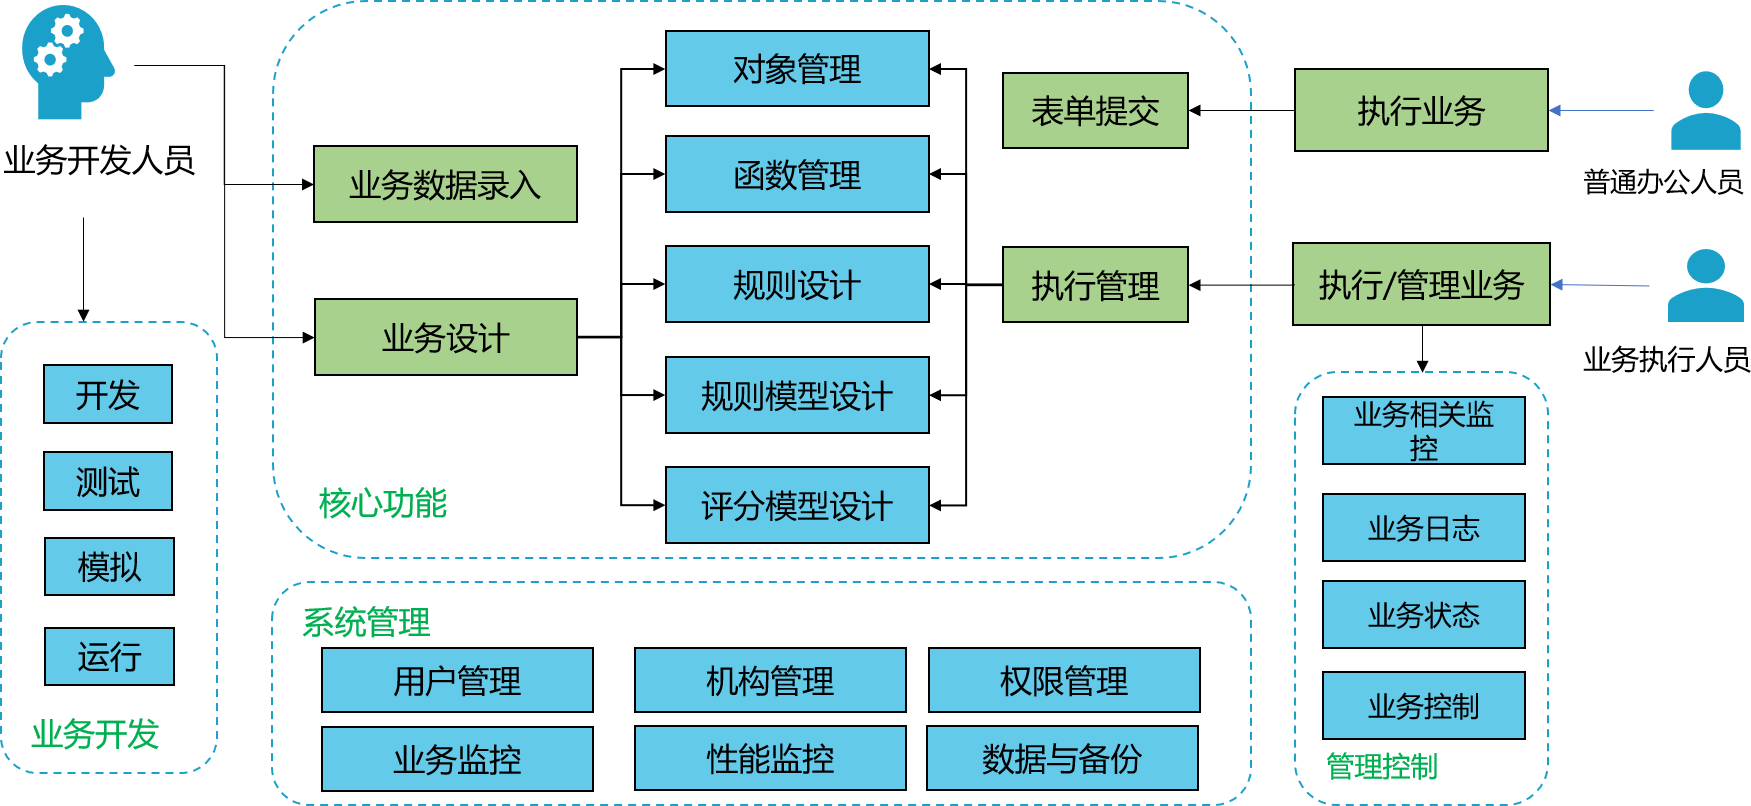 业务开发人员
开发
测试
模拟
运行
业务开发
业务数据录入
业务设计
核心功能
对象管理
函数管理
规则设计
规则模型设计
评分模型设计
表单提交
执行管理
执行业务
执行/管理业务
普通办公人员
业务执行人员
系统管理
用户管理
机构管理
权限管理
业务监控
性能监控
数据与备份
业务相关监
控
业务日志
业务状态
业务控制
管理控制